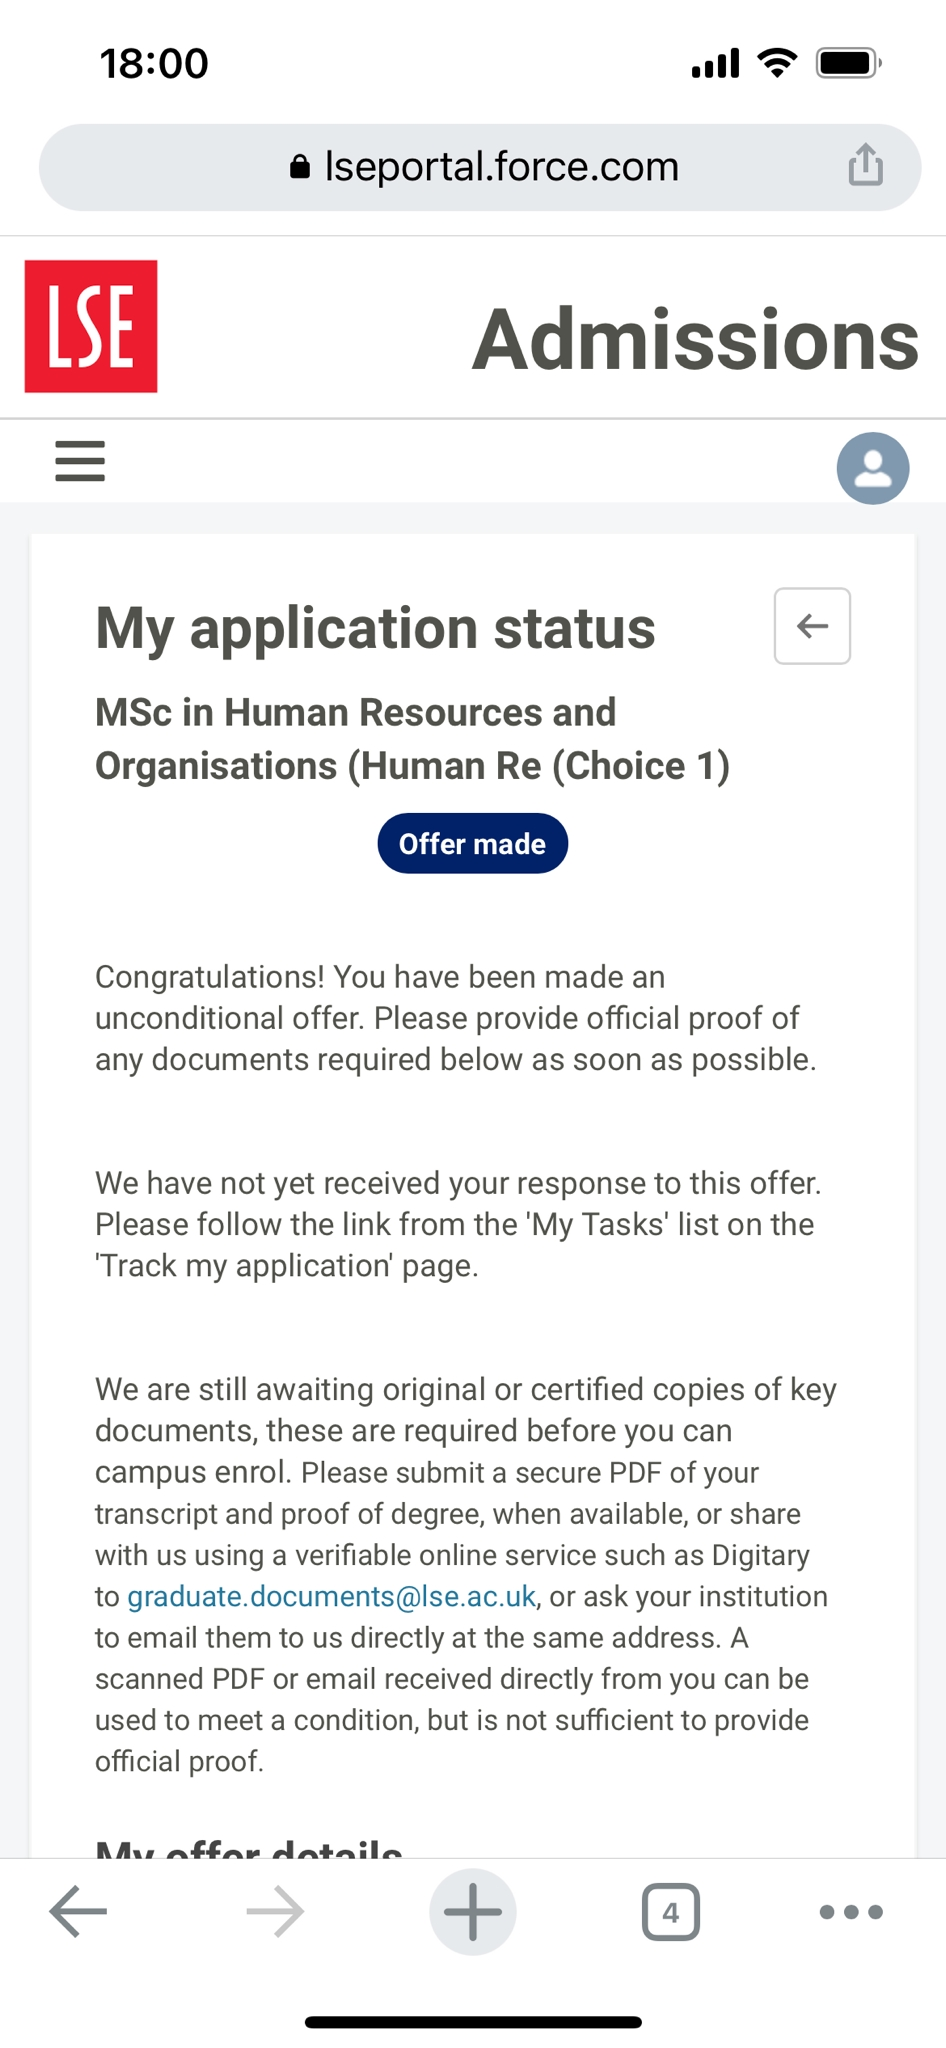 18:00
lseportal.force.com
LSE
Admissions
My application status
MSc in Human Resources and
Organisations (Human Re (Choice 1)
Offer made
Congratulations! You have been made an
unconditional offer. Please provide official proof of
any documents required below as soon as possible.
We have not yet received your response to this offer.
Please follow the link from the 'My Tasks' list on the
'Track my application' page.
We are still awaiting original or certified copies of key
documents, these are required before you can
campus enrol. Please submit a secure PDF of your
transcript and proof of degree, when available, or share
with us using a verifiable online service such as Digitary
to graduate.documents@lse.ac.uk, or ask your institution
to email them to us directly at the same address. A
scanned PDF or email received directly from you can be
used to meet a condition, but is not sufficient to provide
official proof.
My offer details
4